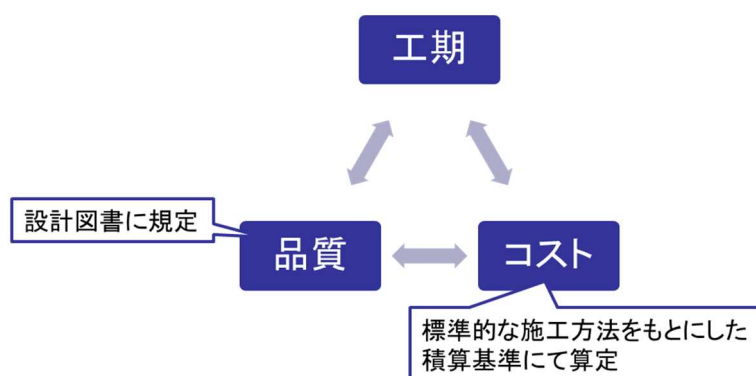 工期
設計図書に規定
品質
コスト
標準的な施工方法をもとにした
積算基準にて算定